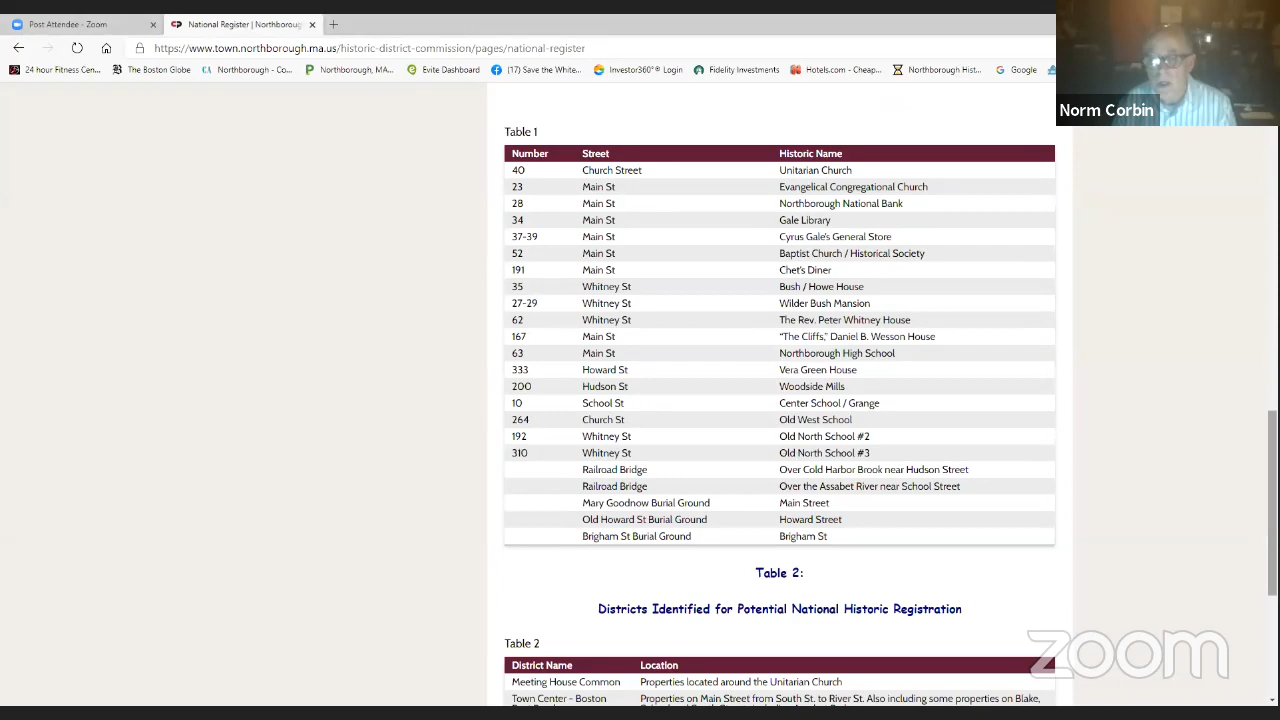 Post Attendee - Zoom
National Register | Northboroug
https://www.town.northborough.ma.us/historic-district-commission/pages/national-register
24 hour Fitness Cen... The Boston Globe Northborough - Co... Northborough, MA... Evite Dashboard (17) Save the White... Investor360° ® Login Fidelity Investments Hotels.com - Cheap... Northborough Hist... Google
Norm Corbin
Table 1
Number Street Historic Name
40 Church Street Unitarian Church
23 Main St Evangelical Congregational Church
28 Main St Northborough National Bank
34 Main St Gale Library
37-39 Main St Cyrus Gale's General Store
52 Main St Baptist Church / Historical Society
191 Main St Chet's Diner
35 Whitney St Bush / Howe House
27-29 Whitney St Wilder Bush Mansion
62 Whitney St The Rev. Peter Whitney House
167 Main St "The Cliffs," Daniel B. Wesson House
63 Main St Northborough High School
333 Howard St Vera Green House
200 Hudson St Woodside Mills
10 School St Center School / Grange
264 Church St Old West School
192 Whitney St Old North School #2
310 Whitney St Old North School #3
Railroad Bridge Over Cold Harbor Brook near Hudson Street
Railroad Bridge Over the Assabet River near School Street
Mary Goodnow Burial Ground Main Street
Old Howard St Burial Ground Howard Street
Brigham St Burial Ground Brigham St
Table 2:
Districts Identified for Potential National Historic Registration
Table 2
District Name Location
Meeting House Common Properties located around the Unitarian Church
Town Center - Boston Properties on Main Street from South St. to River St. Also including some properties on Blake,
zoom